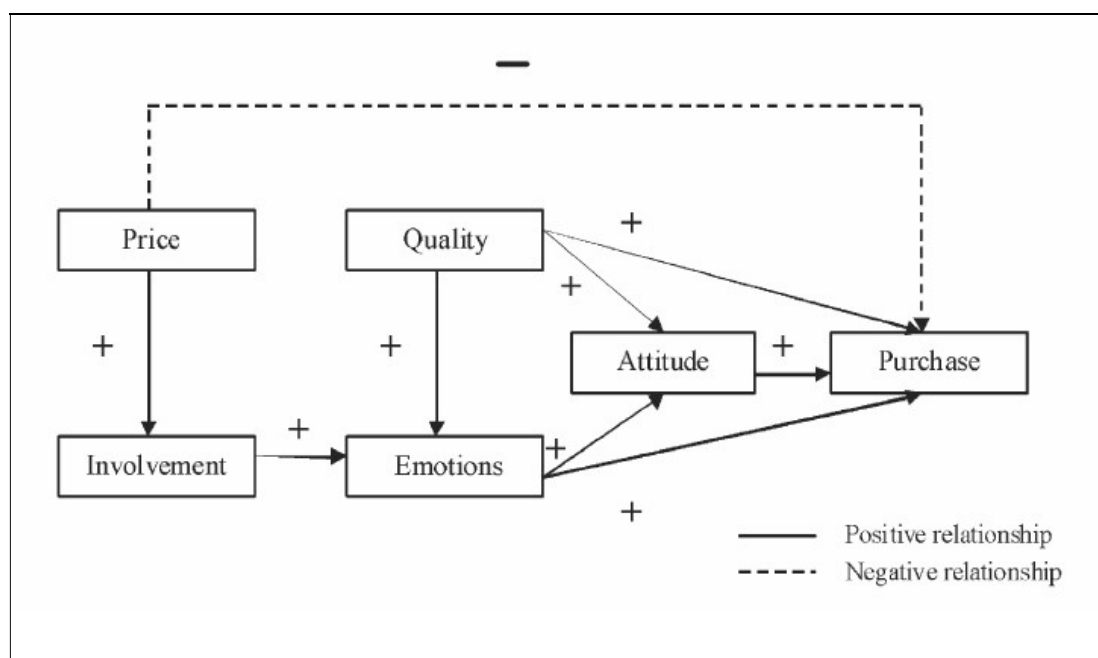 −
Price
Quality
+
+
+
+
Attitude
+
Purchase
Involvement
+
Emotions
+
+
Positive relationship
Negative relationship